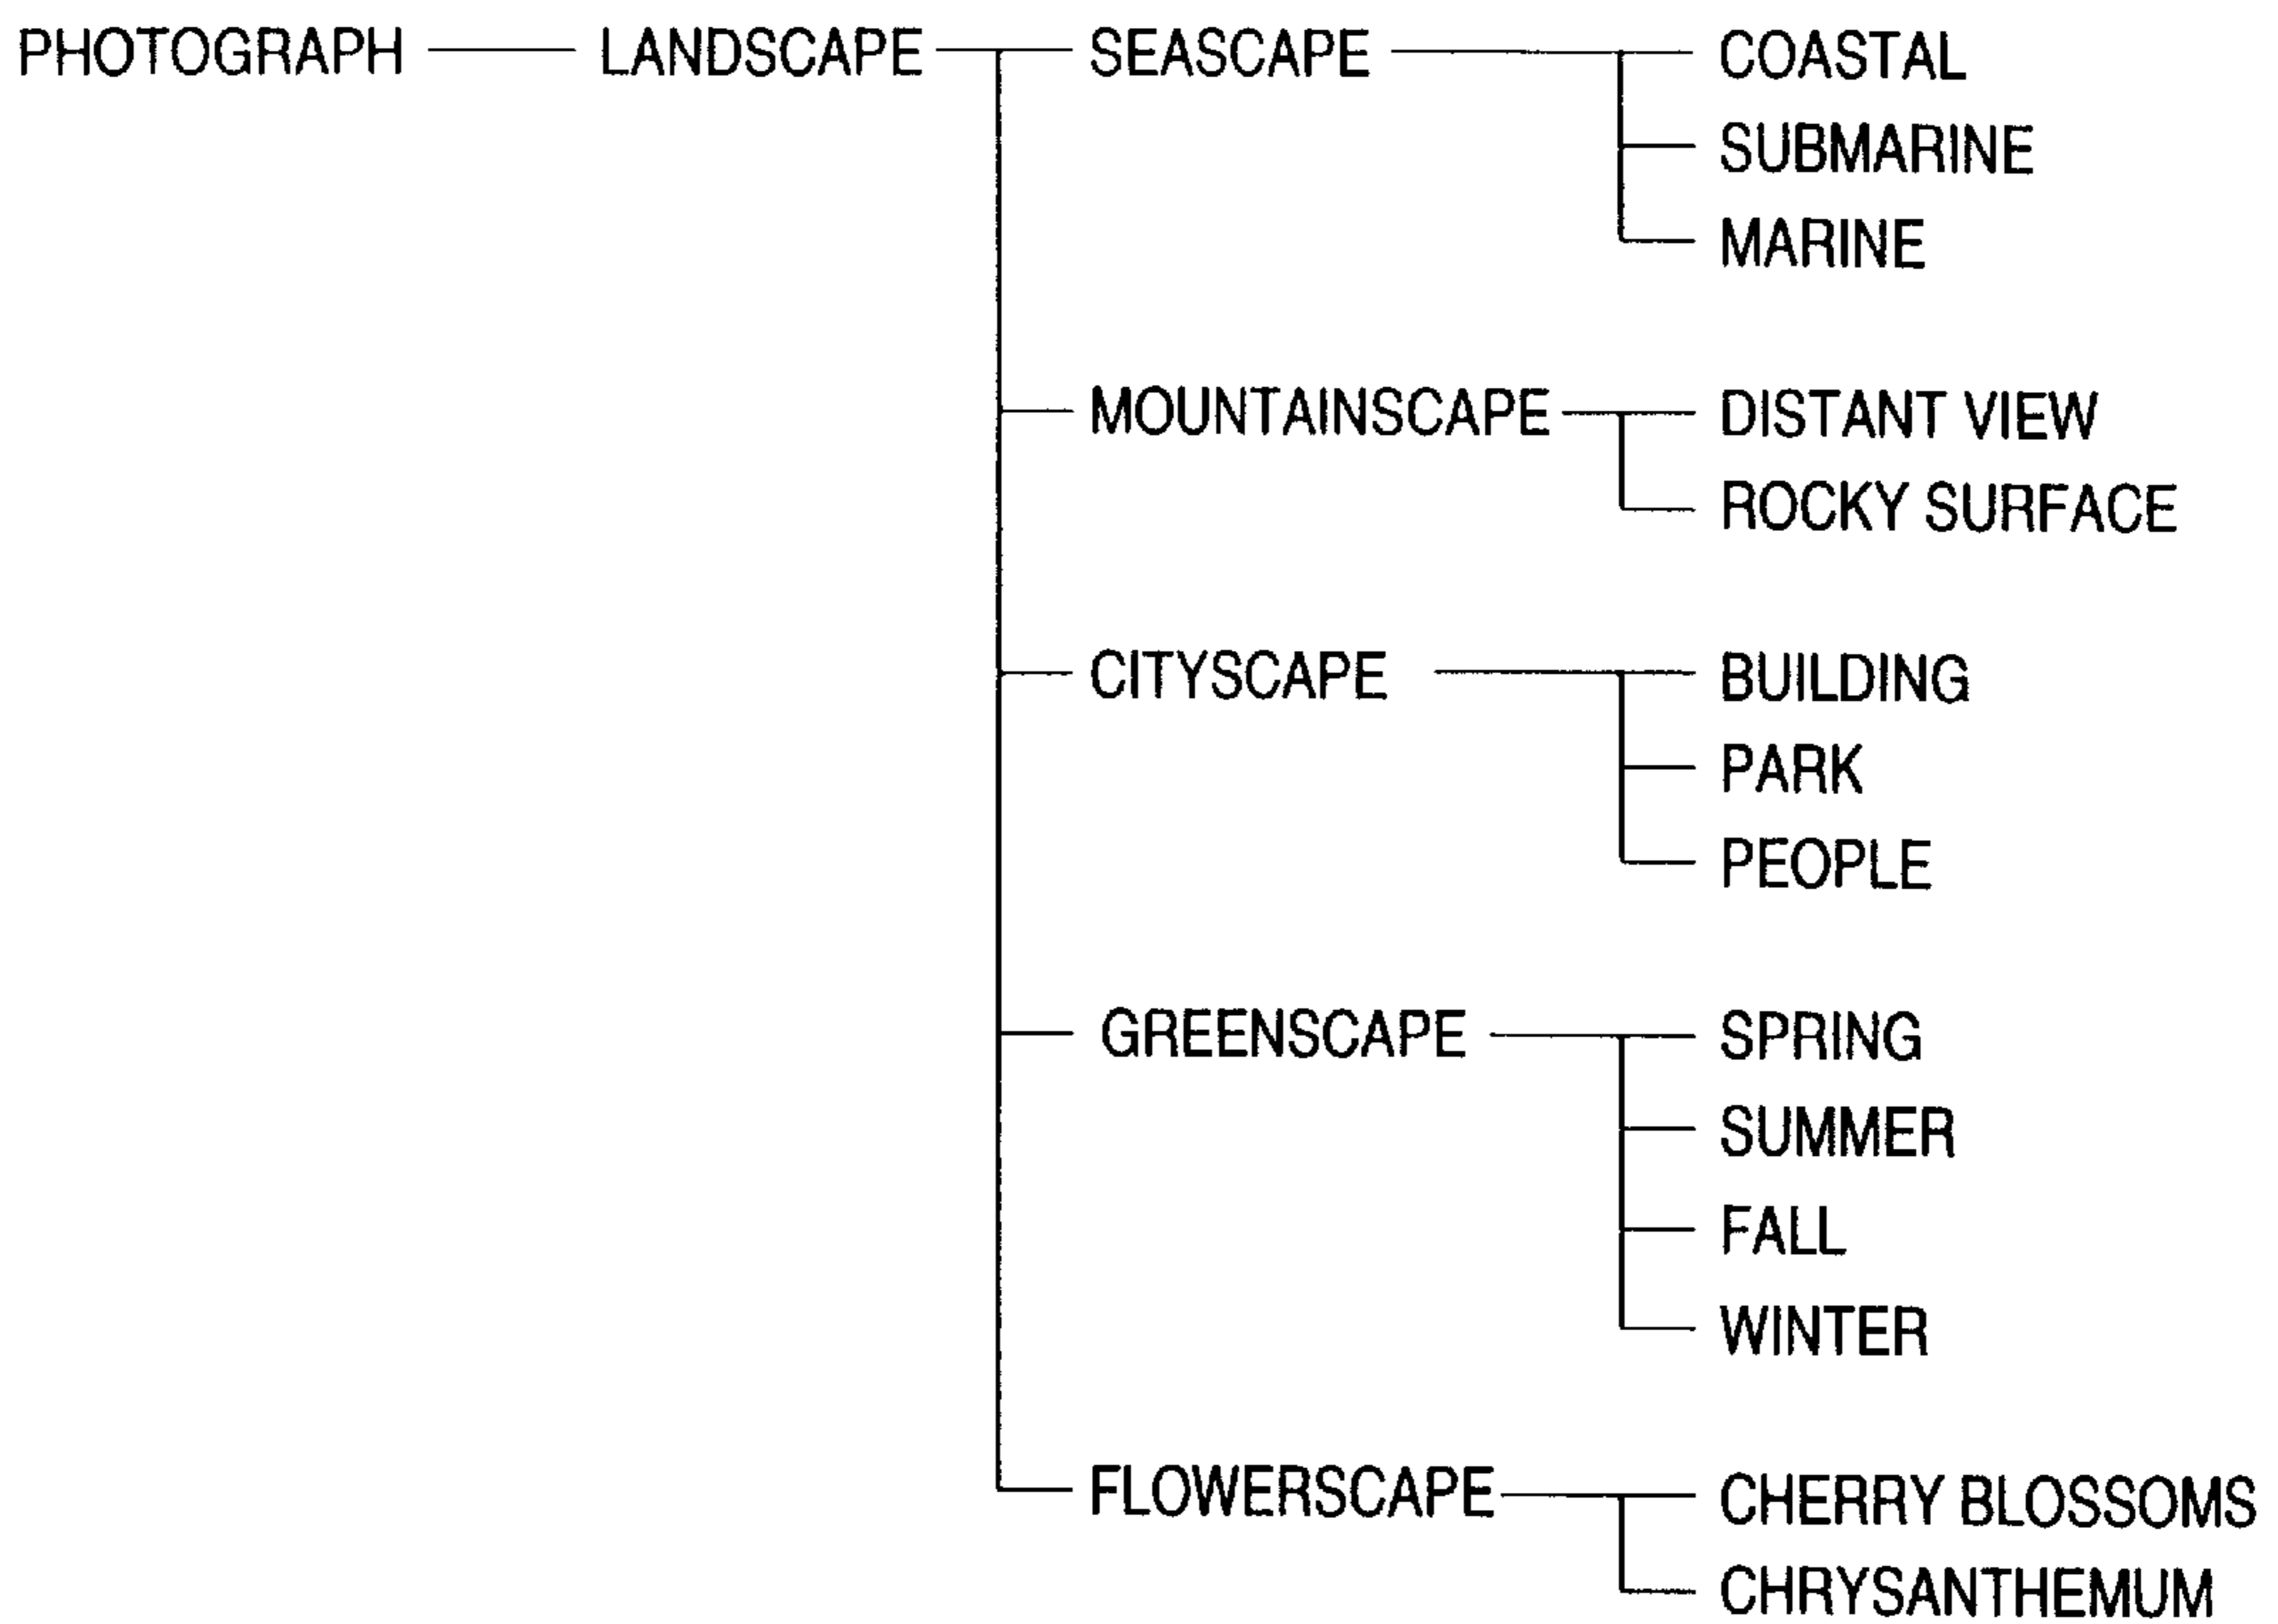 PHOTOGRAPH LANDSCAPE SEASCAPE COASTAL
SUBMARINE
MARINE
MOUNTAINSCAPE DISTANT VIEW
ROCKY SURFACE
CITYSCAPE BUILDING
PARK
PEOPLE
GREENSCAPE SPRING
SUMMER
FALL
WINTER
FLOWERSCAPE CHERRY BLOSSOMS
CHRYSANTHEMUM